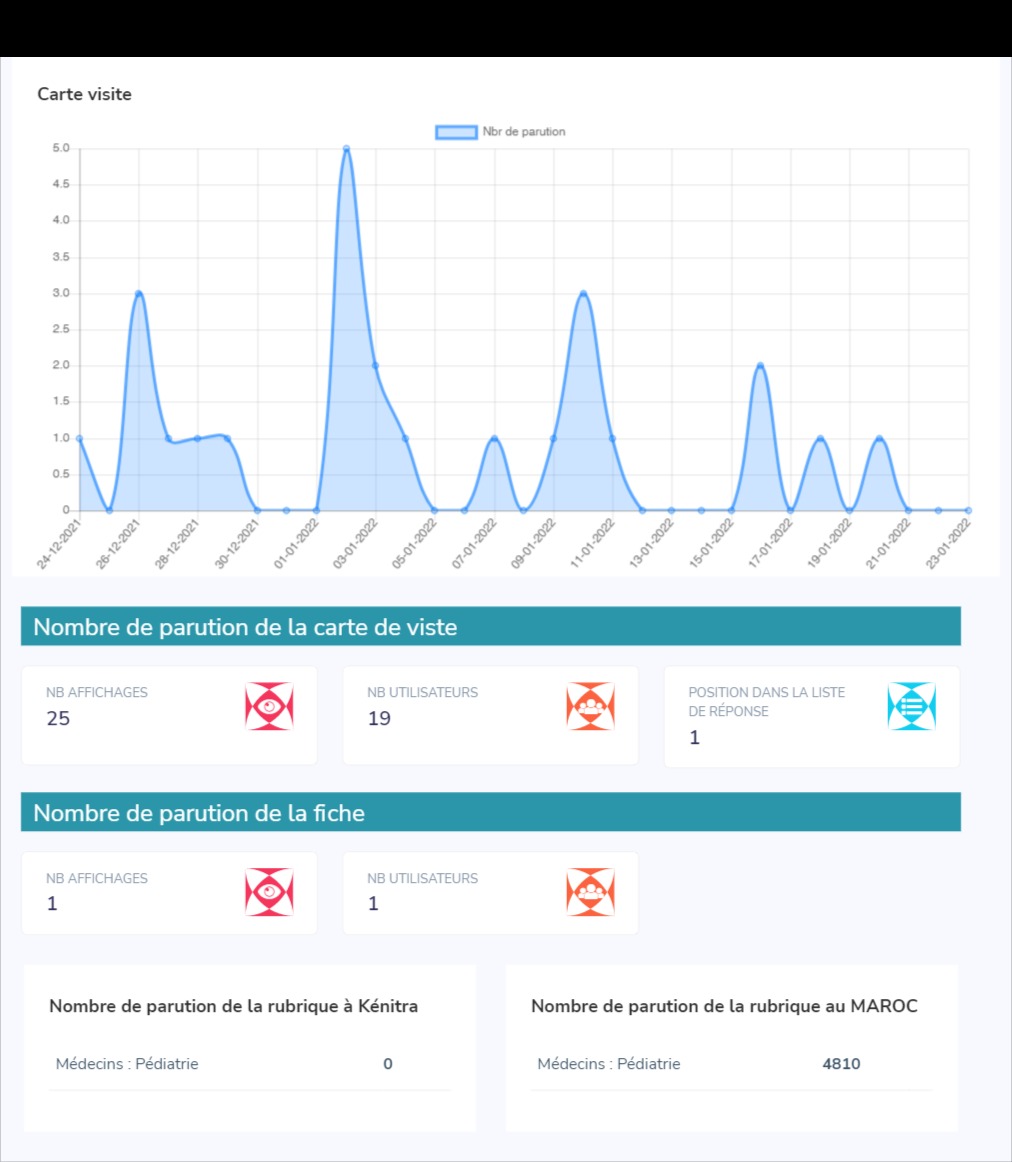 Carte visite
Nbr de parution
5.0
4.5
4.0
3.5
3.0
2.5
2.0
1.5
1.0
0.5
0
24-12-2021
26-12-2021
28-12-2021
30-12-2021
01-01-2022
03-01-2022
05-01-2022
07-01-2022
09-01-2022
11-01-2022
13-01-2022
15-01-2022
17-01-2022
19-01-2022
21-01-2022
23-01-2022
Nombre de parution de la carte de viste
NB AFFICHAGES
25
NB UTILISATEURS
19
POSITION DANS LA LISTE
DE RÉPONSE
1
Nombre de parution de la fiche
NB AFFICHAGES
1
NB UTILISATEURS
1
Nombre de parution de la rubrique à Kénitra
Médecins : Pédiatrie 0
Nombre de parution de la rubrique au MAROC
Médecins : Pédiatrie 4810